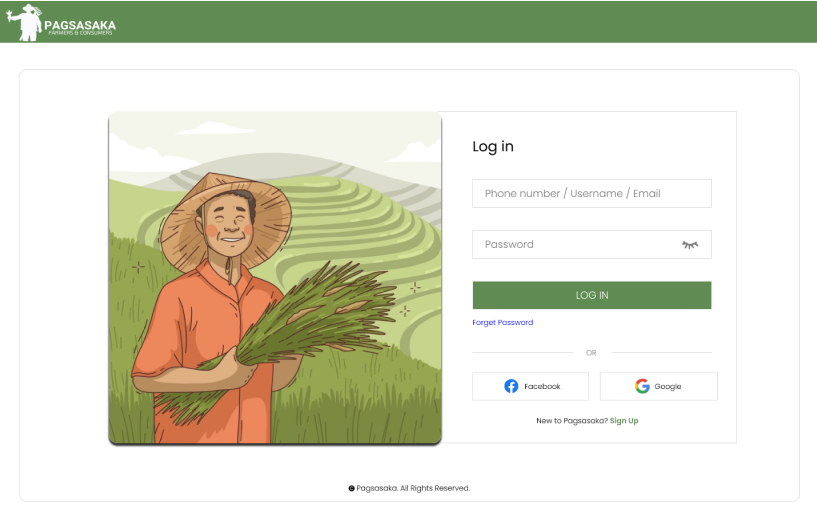 PAGSASAKA
FARMERS & CONSUMERS
Log in
Phone number / Username / Email
Password
LOG IN
Forget Password
OR
Facebook
Google
New to Pagsasaka? Sign Up
© Pagsasaka. All Rights Reserved.